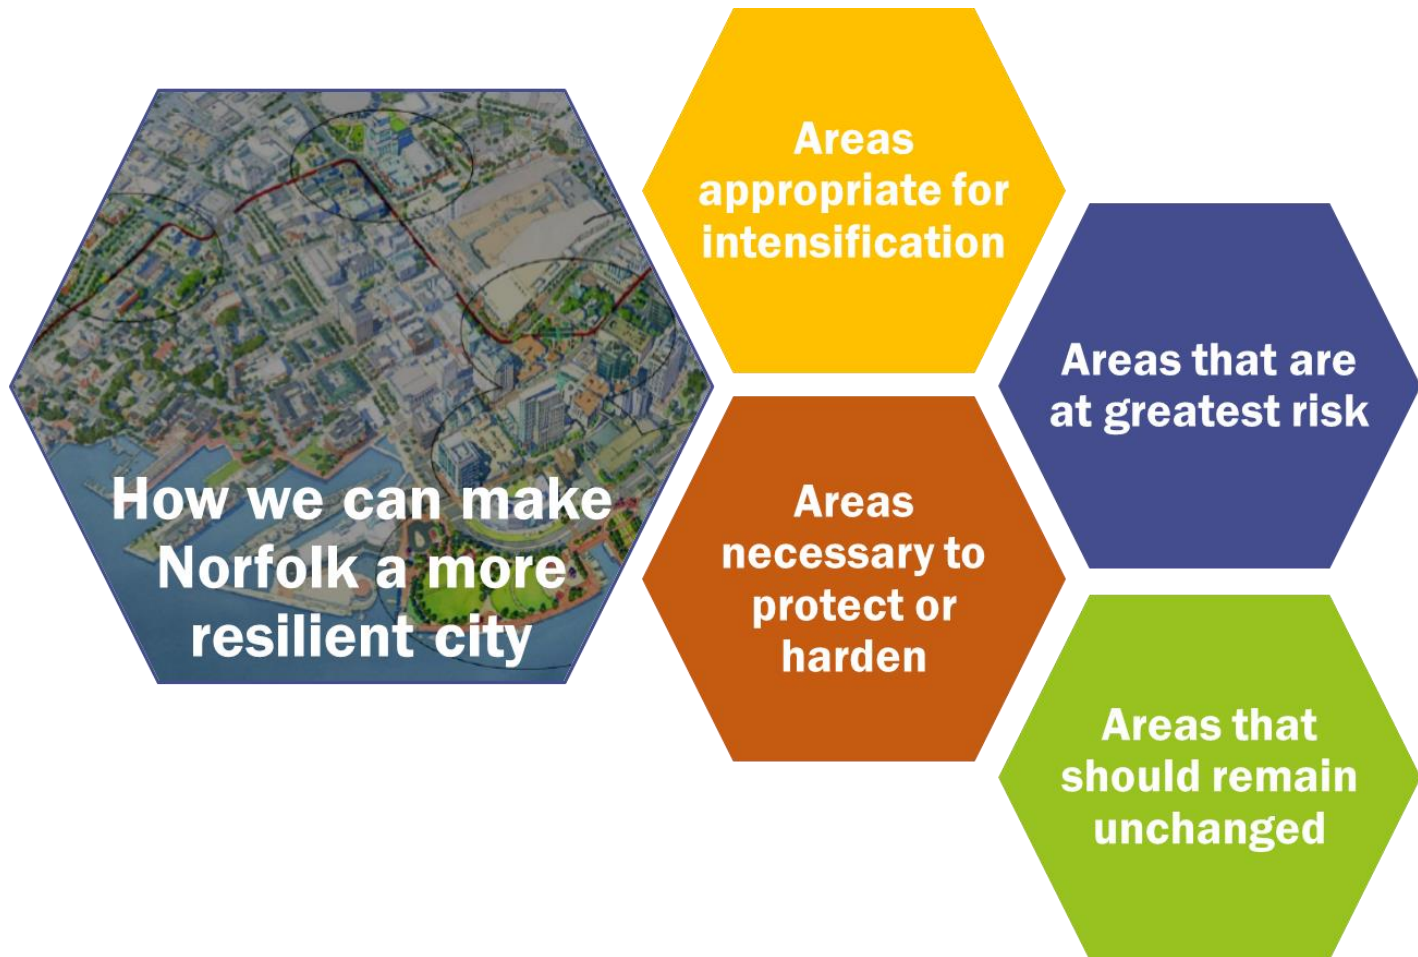 How we can make
Norfolk a more
resilient city
Areas
appropriate for
intensification
Areas that are
at greatest risk
Areas
necessary to
protect or
harden
Areas that
should remain
unchanged